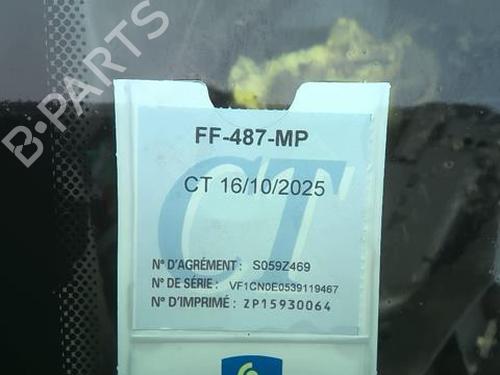 B-PARTS
FF-487-MP
CT 16/10/2025
CT
N° D'AGRÉMENT : S059Z469
N° DE SÉRIE : VF1CN0E0539119467
N° D'IMPRIMÉ : ZP15930064